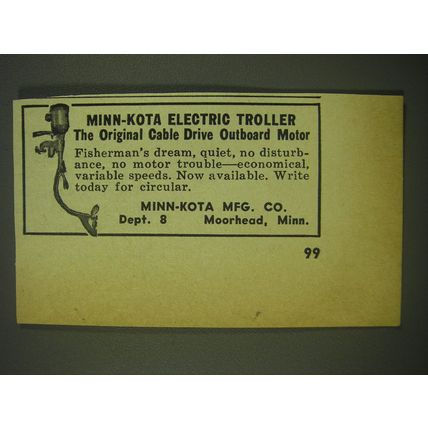 MINN-KOTA ELECTRIC TROLLER
The Original Cable Drive Outboard Motor
Fisherman's dream, quiet, no disturb-
ance, no motor trouble—economical,
variable speeds. Now available. Write
today for circular.
MINN-KOTA MFG. CO.
Dept. 8 Moorhead, Minn.
99